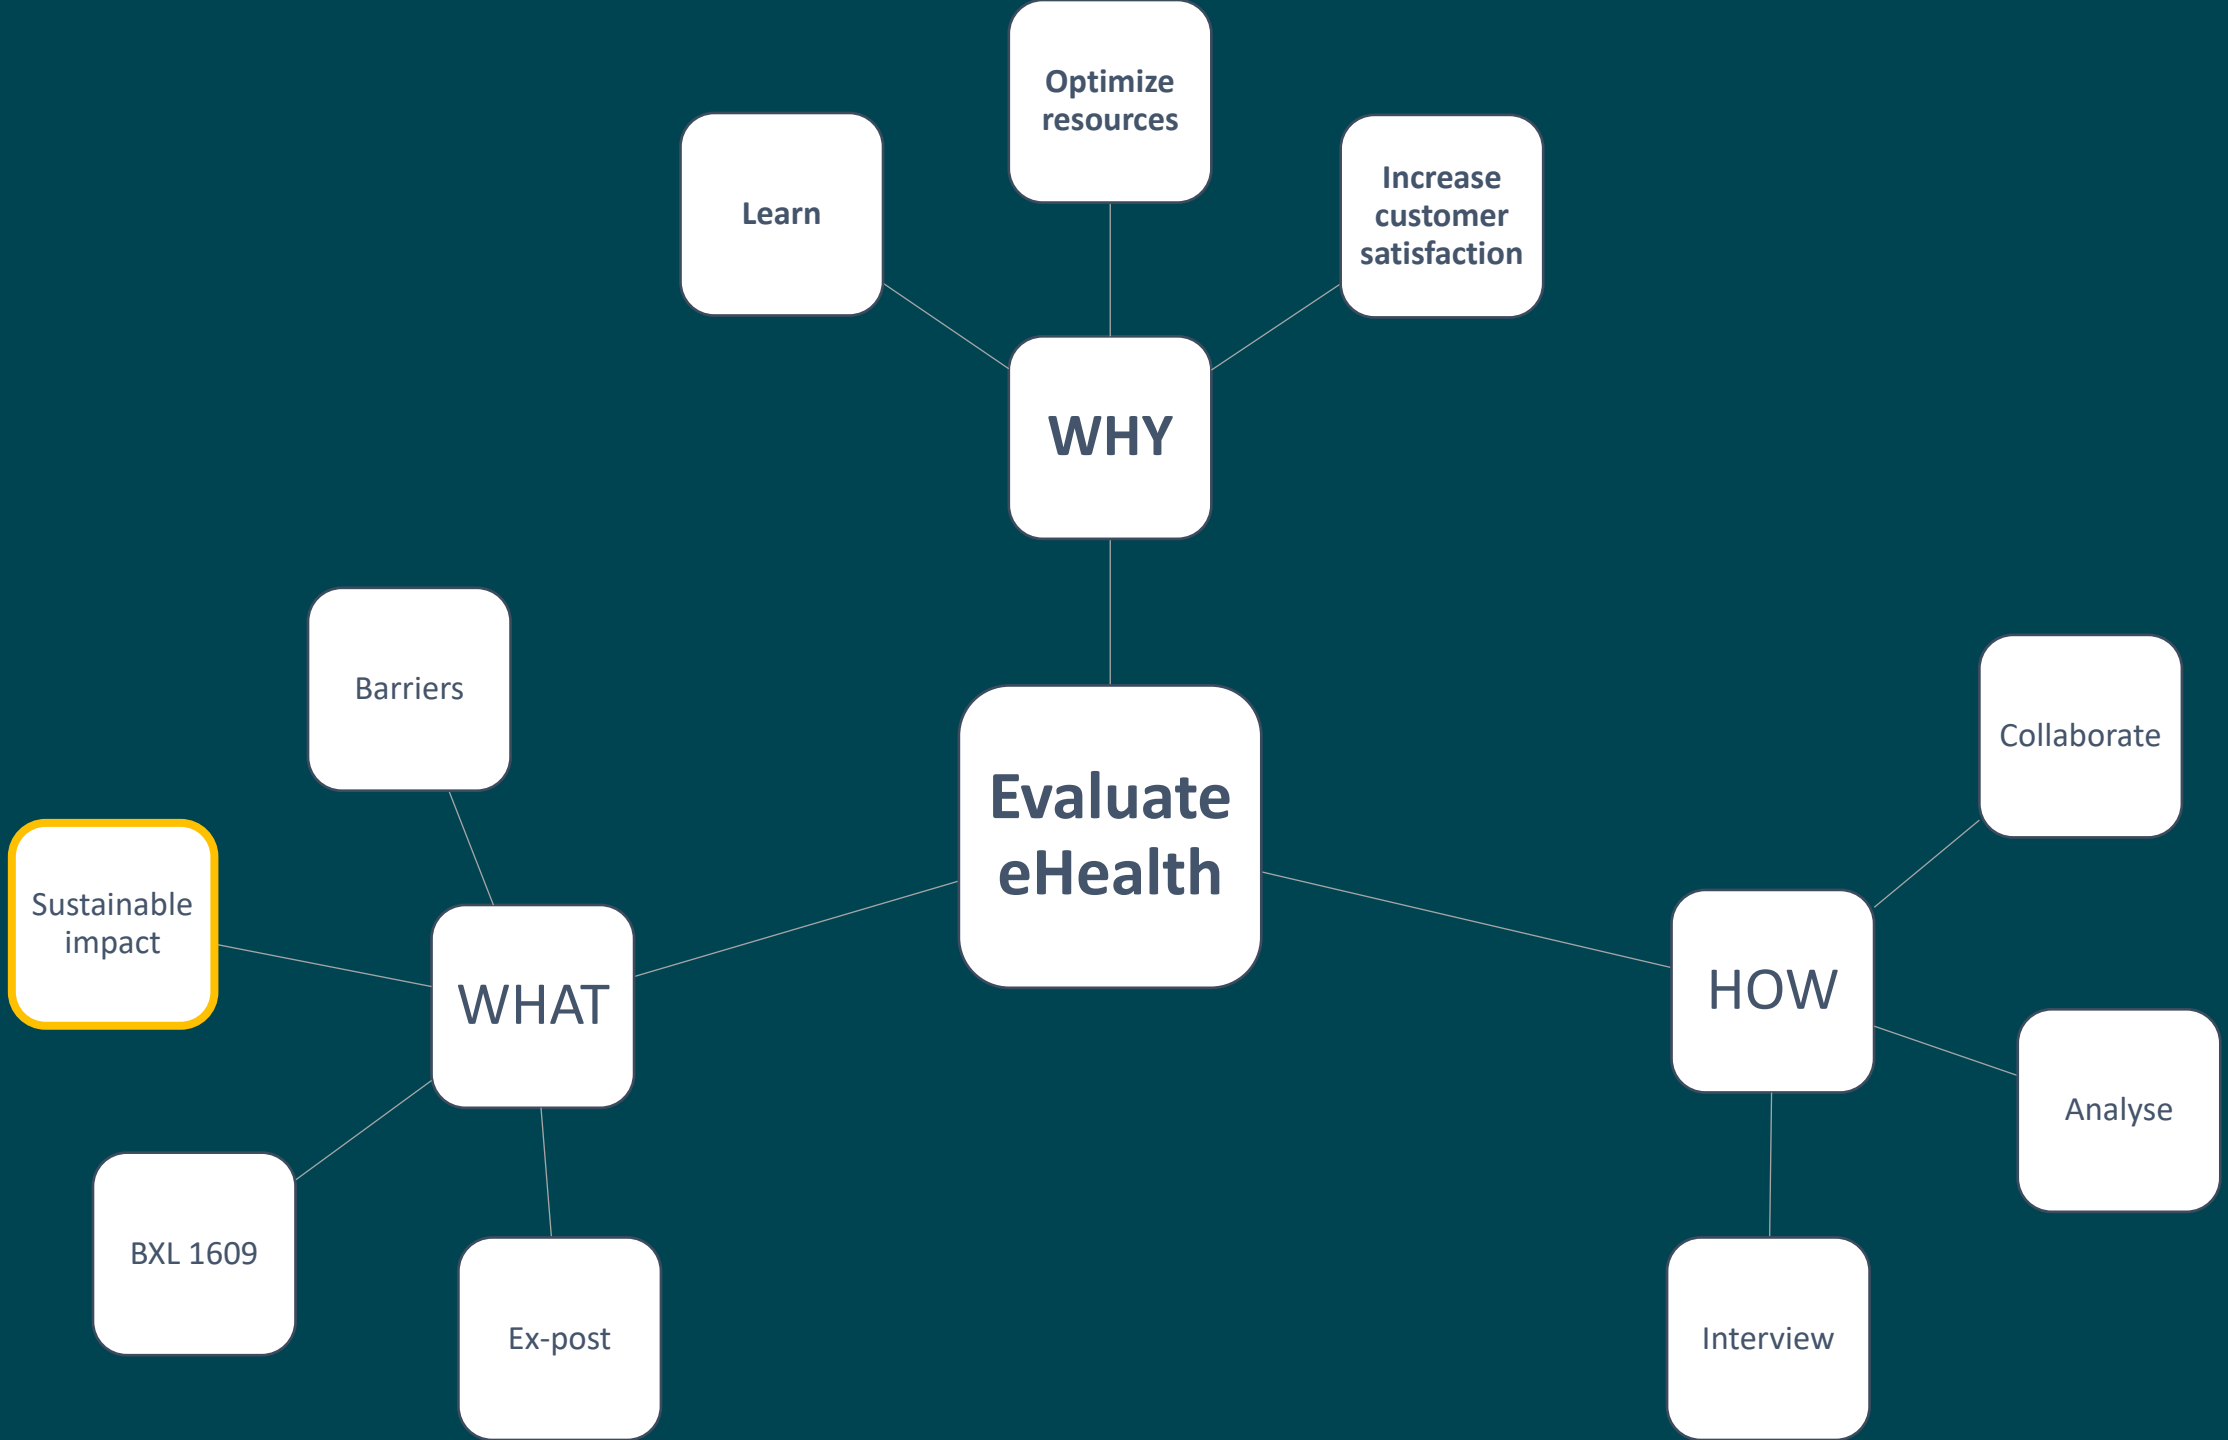 Optimize
resources
Learn
Increase
customer
satisfaction
WHY
Barriers
Collaborate
Evaluate
eHealth
Sustainable
impact
WHAT
HOW
Analyse
BXL 1609
Ex-post
Interview